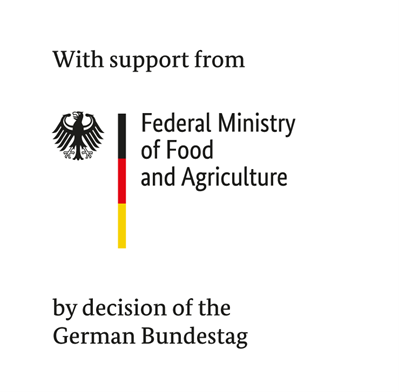 With support from
Federal Ministry
of Food
and Agriculture
by decision of the
German Bundestag